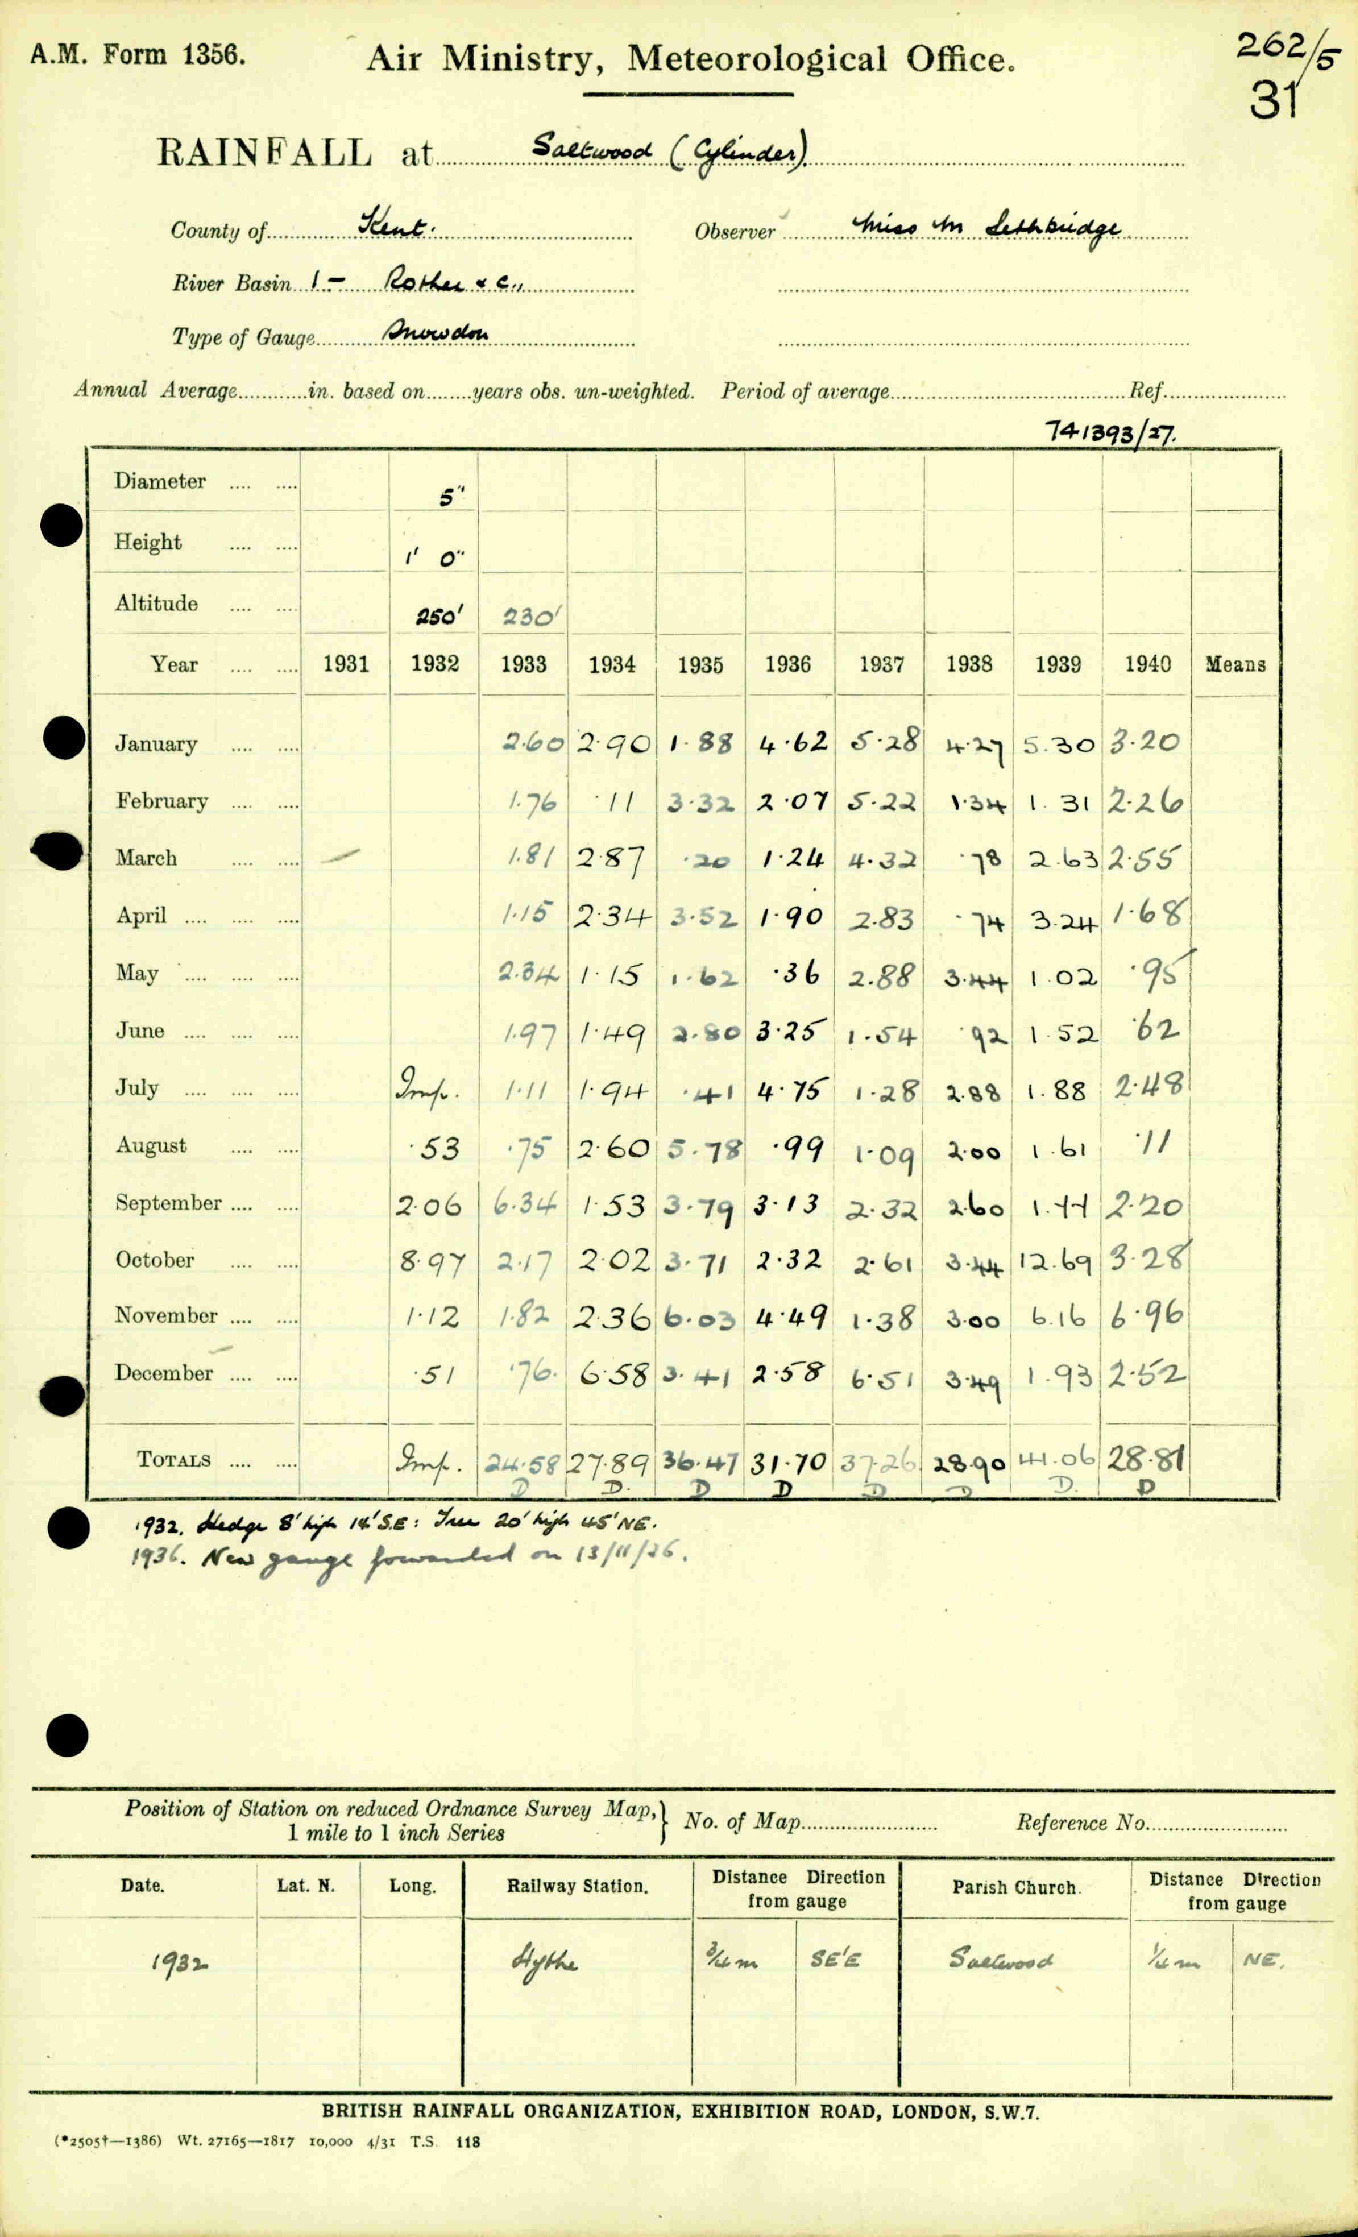 A.M. Form 1356.
Air Ministry, Meteorological Office.
262/5
31
RAINFALL at Saltwood (Cylinder)
County of Kent. Observer Miss M Lethbridge
River Basin 1 - Rother & c.,
Type of Gauge Snowdon
Annual Average in. based on years obs. un-weighted. Period of average Ref.
741393/27.
Diameter 5"
Height 1' 0"
Altitude 250' 230'
Year 1931 1932 1933 1934 1935 1936 1937 1938 1939 1940 Means
January 2.60 2.90 1.88 4.62 5.28 4.27 5.30 3.20
February 1.76 .11 3.32 2.07 5.22 1.34 1.31 2.26
March 1.81 2.87 .20 1.24 4.32 .78 2.63 2.55
April 1.15 2.34 3.52 1.90 2.83 .74 3.24 1.68
May 2.34 1.15 1.62 .36 2.88 3.44 1.02 .95
June 1.97 1.49 2.80 3.25 1.54 .92 1.52 .62
July Imp. 1.11 1.94 .41 4.75 1.28 2.88 1.88 2.48
August .53 .75 2.60 5.78 .99 1.09 2.00 1.61 .11
September 2.06 6.34 1.53 3.79 3.13 2.32 2.60 1.77 2.20
October 8.97 2.17 2.02 3.71 2.32 2.61 3.44 12.69 3.28
November 1.12 1.82 2.36 6.03 4.49 1.38 3.00 6.16 6.96
December .51 .76 6.58 3.41 2.58 6.51 3.49 1.93 2.52
TOTALS Imp. 24.58 27.89 36.47 31.70 37.26 28.90 41.06 28.81
D D. D D D D D. D
1932. Hedge 8' high 14' S.E: Tree 20' high 45' NE.
1936. New gauge forwarded on 13/11/36.
Position of Station on reduced Ordnance Survey Map,} No. of Map Reference No.
1 mile to 1 inch Series
Date. Lat. N. Long. Railway Station. Distance Direction from gauge Parish Church. Distance Direction from gauge
1932 Hythe 3/4 m SE'E Saltwood 1/4 m NE.
BRITISH RAINFALL ORGANIZATION, EXHIBITION ROAD, LONDON, S.W.7.
(*2505†—1386) Wt. 27165—1817 10,000 4/31 T.S. 118